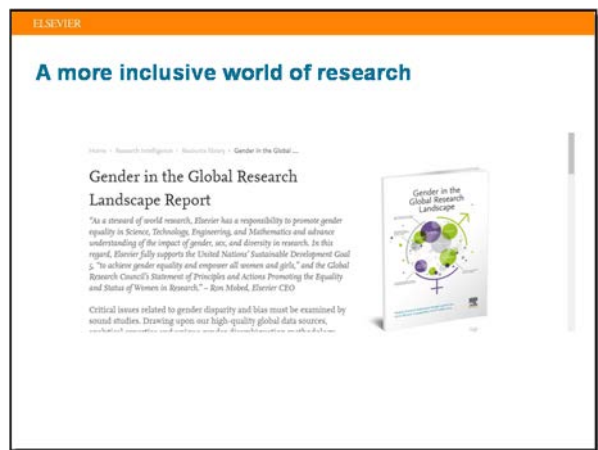 ELSEVIER
A more inclusive world of research
Home > Research Intelligence > Resource library > Gender in the Global ....
Gender in the Global Research
Landscape Report
"As a steward of world research, Elsevier has a responsibility to promote gender
equality in Science, Technology, Engineering, and Mathematics and advance
understanding of the impact of gender, sex, and diversity in research. In this
regard, Elsevier fully supports the United Nations' Sustainable Development Goal
5, "to achieve gender equality and empower all women and girls," and the Global
Research Council's Statement of Principles and Actions Promoting the Equality
and Status of Women in Research." – Ron Mobed, Elsevier CEO
Critical issues related to gender disparity and bias must be examined by
sound studies. Drawing upon our high-quality global data sources,
Gender in the
Global Research
Landscape